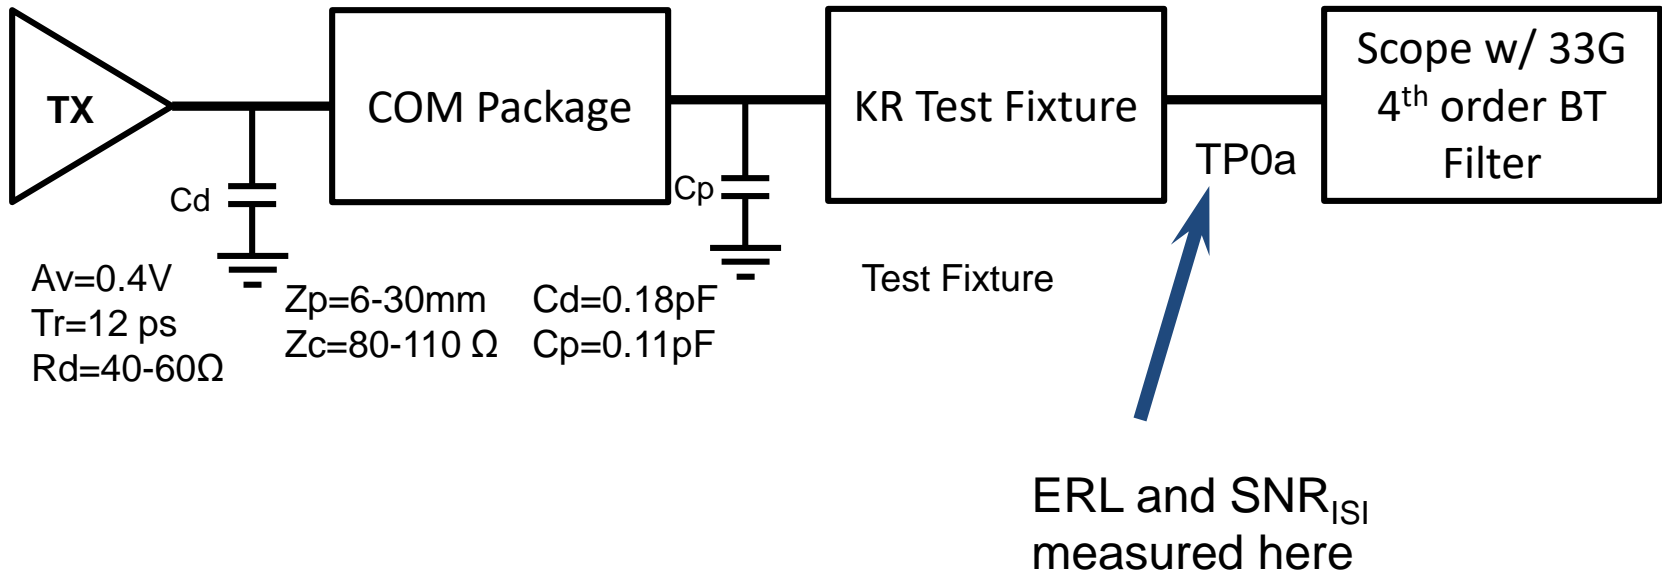 TX
COM Package
KR Test Fixture
Scope w/ 33G
4th order BT
Filter
TP0a
Cd
Cp
Av=0.4V
Tr=12 ps
Rd=40-60Ω
Zp=6-30mm
Zc=80-110 Ω
Cd=0.18pF
Cp=0.11pF
Test Fixture
ERL and SNRISI
measured here